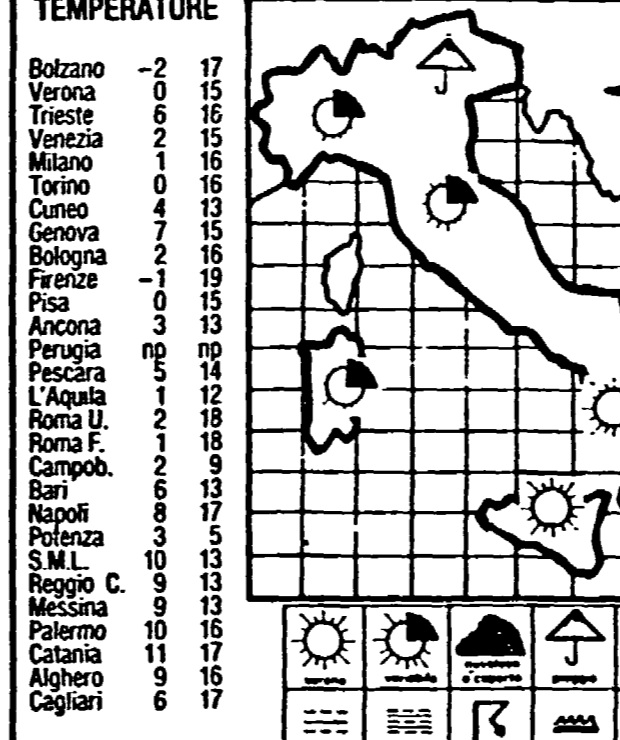 TEMPERATURE
Bolzano -2 17
Verona 0 15
Trieste 6 16
Venezia 2 15
Milano 1 16
Torino 0 16
Cuneo 4 13
Genova 7 15
Bologna 2 16
Firenze -1 19
Pisa 0 15
Ancona 3 13
Perugia np np
Pescara 5 14
L'Aquila 1 12
Roma U. 2 18
Roma F. 1 18
Campob. 2 9
Bari 6 13
Napoli 8 17
Potenza 3 5
S.M.L. 10 13
Reggio C. 9 13
Messina 9 13
Palermo 10 16
Catania 11 17
Alghero 9 16
Cagliari 6 17
sereno variabile nuvoloso pioggia
o coperto